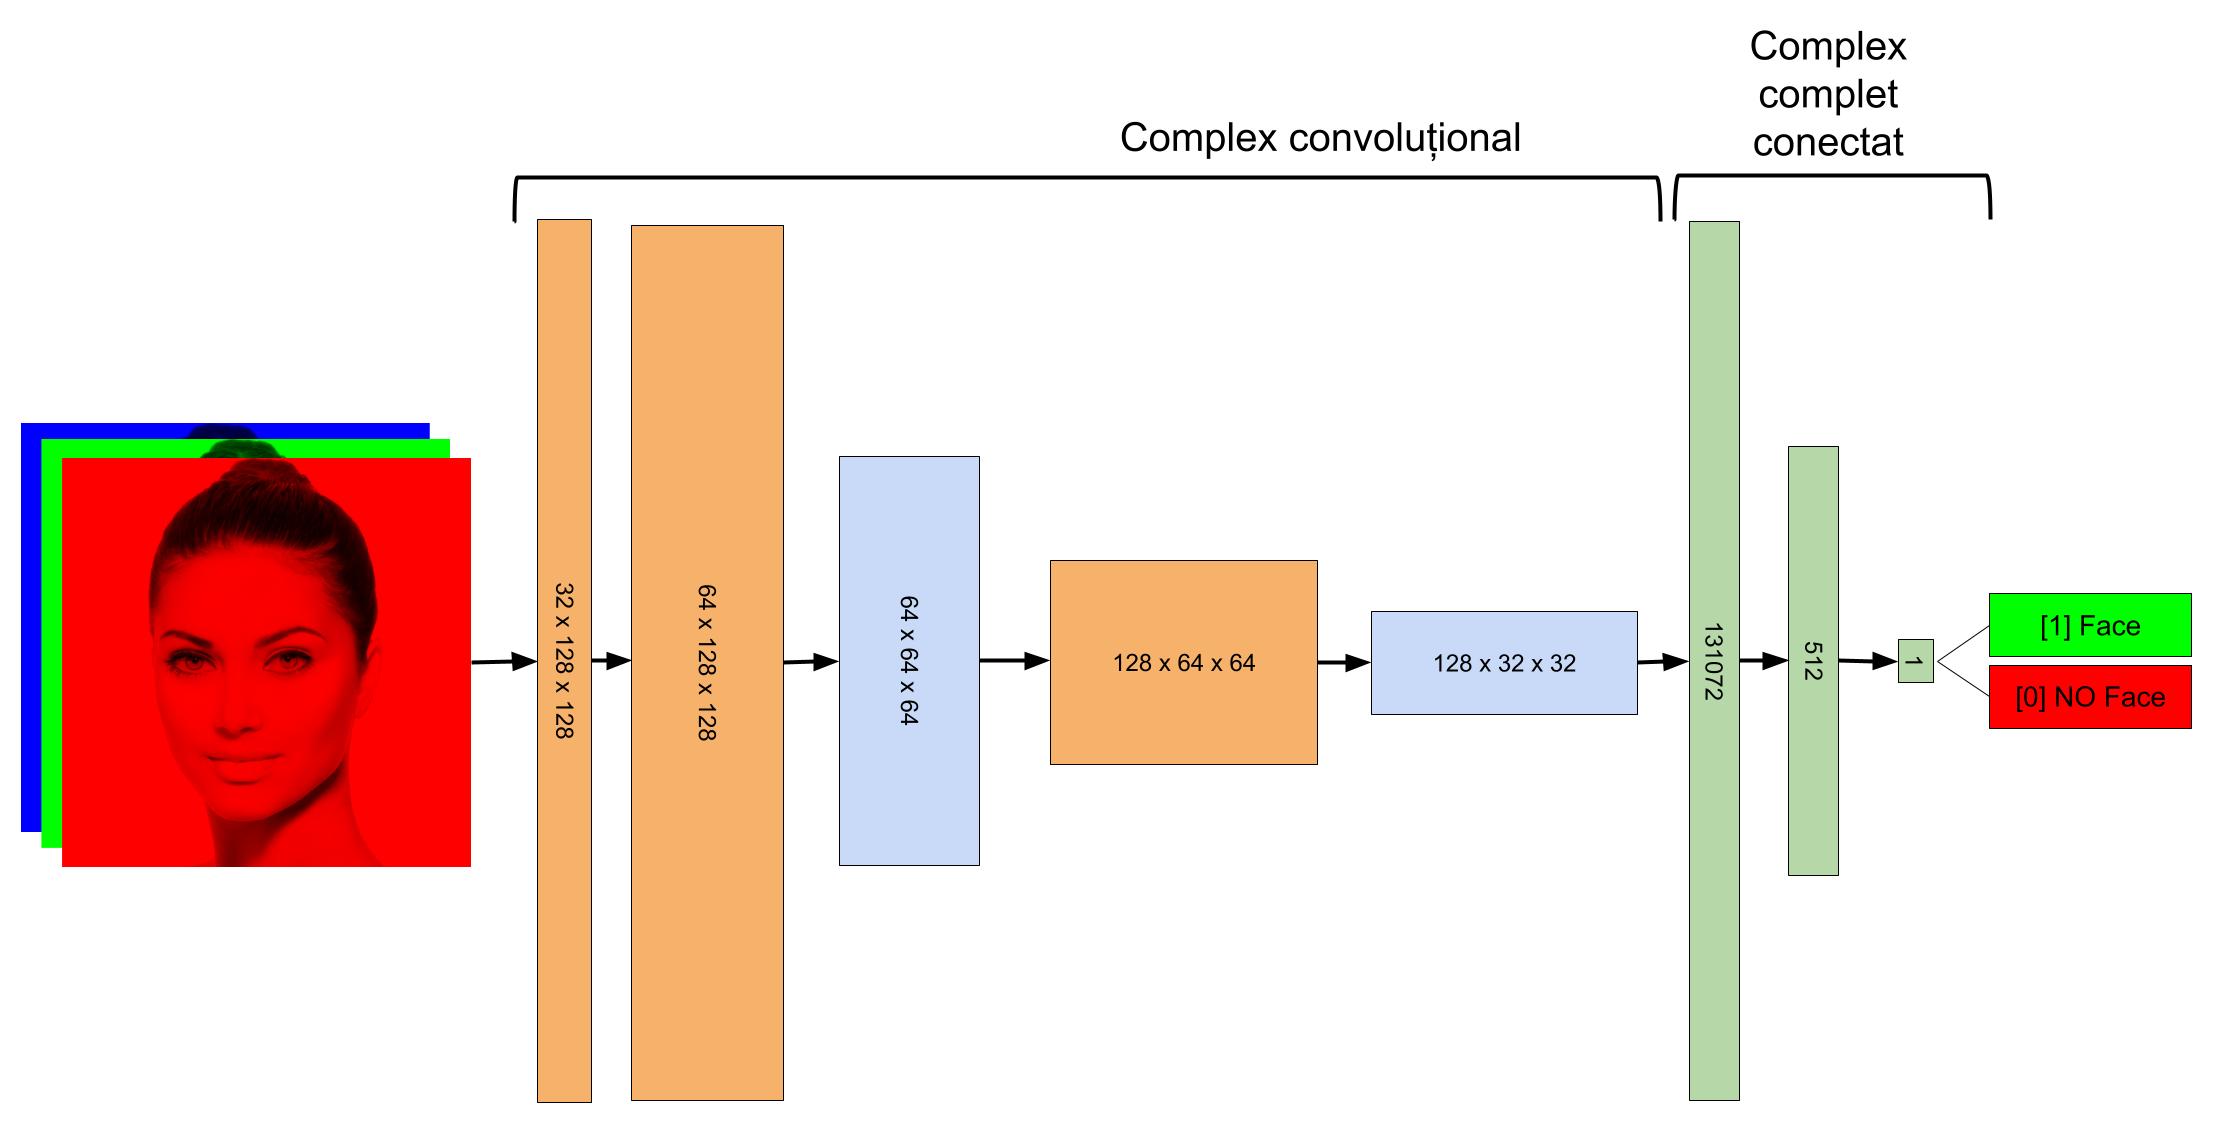 Complex
complet
conectat
Complex convoluțional
32 x 128 x 128
64 x 128 x 128
64 x 64 x 64
128 x 64 x 64
128 x 32 x 32
131072
512
1
[1] Face
[0] NO Face